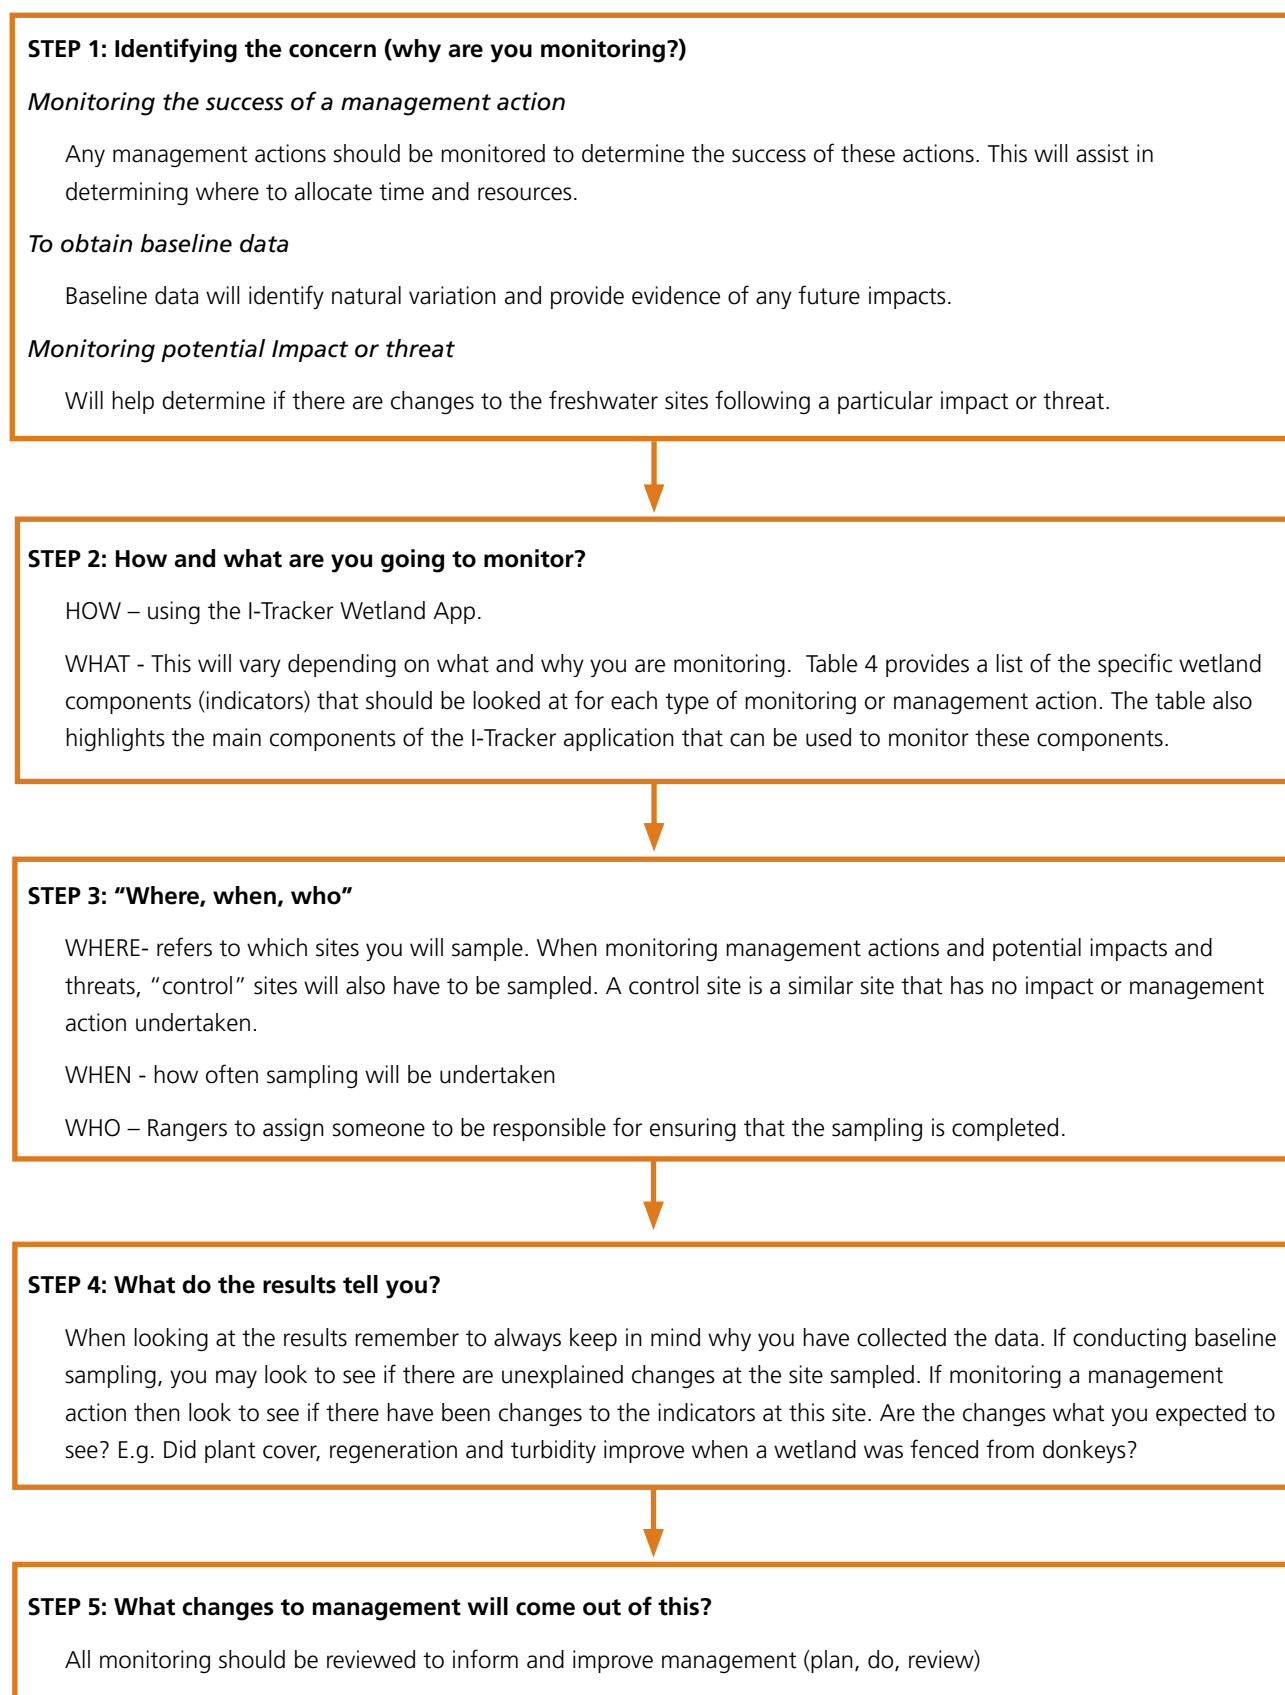 STEP 1: Identifying the concern (why are you monitoring?)
Monitoring the success of a management action
Any management actions should be monitored to determine the success of these actions. This will assist in
determining where to allocate time and resources.
To obtain baseline data
Baseline data will identify natural variation and provide evidence of any future impacts.
Monitoring potential Impact or threat
Will help determine if there are changes to the freshwater sites following a particular impact or threat.
STEP 2: How and what are you going to monitor?
HOW – using the I-Tracker Wetland App.
WHAT - This will vary depending on what and why you are monitoring.  Table 4 provides a list of the specific wetland
components (indicators) that should be looked at for each type of monitoring or management action. The table also
highlights the main components of the I-Tracker application that can be used to monitor these components.
STEP 3: “Where, when, who”
WHERE- refers to which sites you will sample. When monitoring management actions and potential impacts and
threats, “control” sites will also have to be sampled. A control site is a similar site that has no impact or management
action undertaken.
WHEN - how often sampling will be undertaken
WHO – Rangers to assign someone to be responsible for ensuring that the sampling is completed.
STEP 4: What do the results tell you?
When looking at the results remember to always keep in mind why you have collected the data. If conducting baseline
sampling, you may look to see if there are unexplained changes at the site sampled. If monitoring a management
action then look to see if there have been changes to the indicators at this site. Are the changes what you expected to
see? E.g. Did plant cover, regeneration and turbidity improve when a wetland was fenced from donkeys?
STEP 5: What changes to management will come out of this?
All monitoring should be reviewed to inform and improve management (plan, do, review)